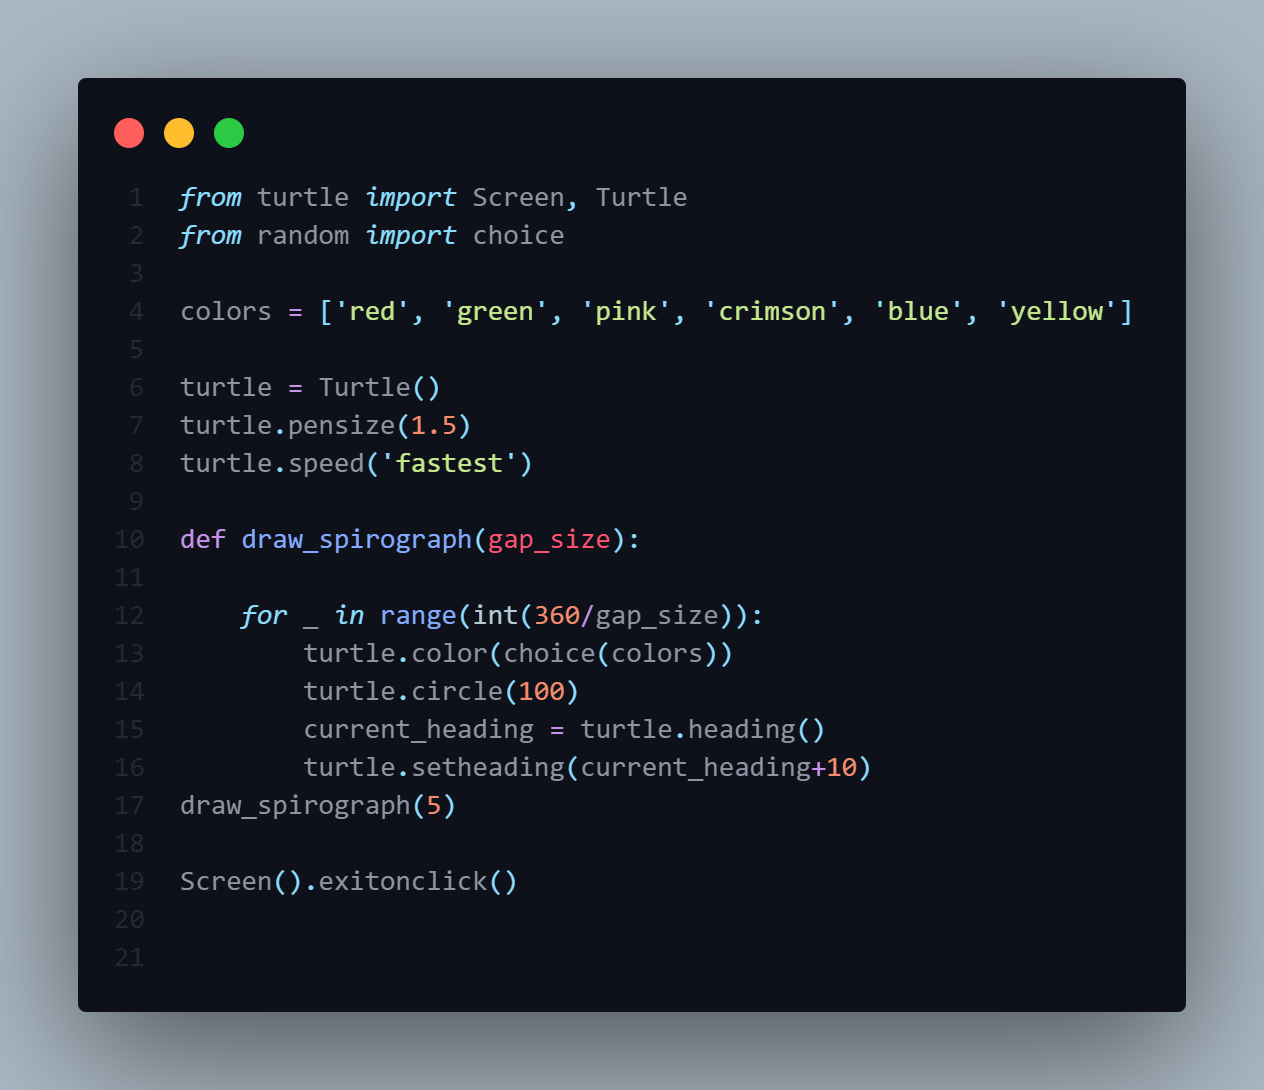 1 from turtle import Screen, Turtle
2 from random import choice
3
4 colors = ['red', 'green', 'pink', 'crimson', 'blue', 'yellow']
5
6 turtle = Turtle()
7 turtle.pensize(1.5)
8 turtle.speed('fastest')
9
10 def draw_spirograph(gap_size):
11
12     for _ in range(int(360/gap_size)):
13         turtle.color(choice(colors))
14         turtle.circle(100)
15         current_heading = turtle.heading()
16         turtle.setheading(current_heading+10)
17 draw_spirograph(5)
18
19 Screen().exitonclick()
20
21